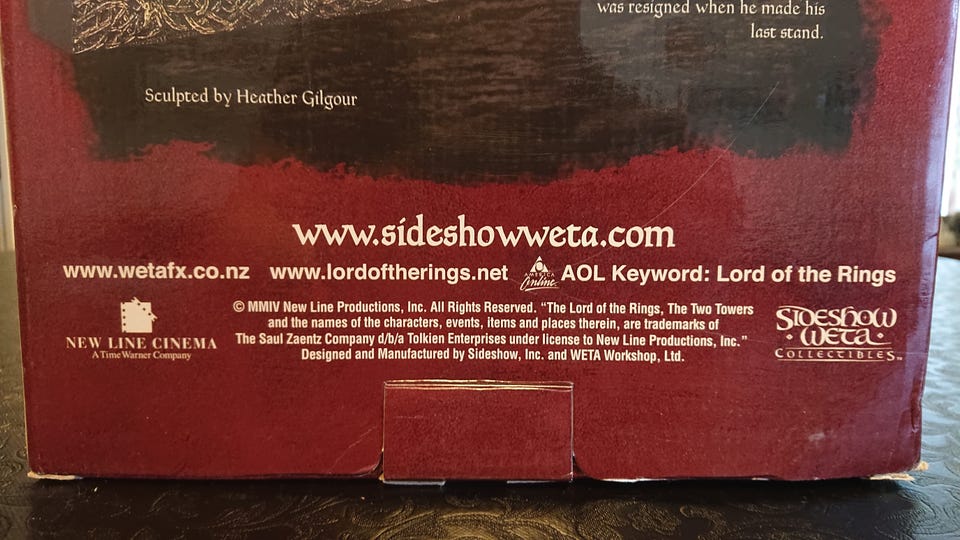 was resigned when he made his
last stand.
Sculpted by Heather Gilgour
www.sideshowweta.com
www.wetafx.co.nz www.lordoftherings.net AMERICA Online AOL Keyword: Lord of the Rings
© MMIV New Line Productions, Inc. All Rights Reserved. “The Lord of the Rings, The Two Towers
and the names of the characters, events, items and places therein, are trademarks of
The Saul Zaentz Company d/b/a Tolkien Enterprises under license to New Line Productions, Inc.”
Designed and Manufactured by Sideshow, Inc. and WETA Workshop, Ltd.
NEW LINE CINEMA
A Time Warner Company
SIDESHOW
WETA
COLLECTIBLES™